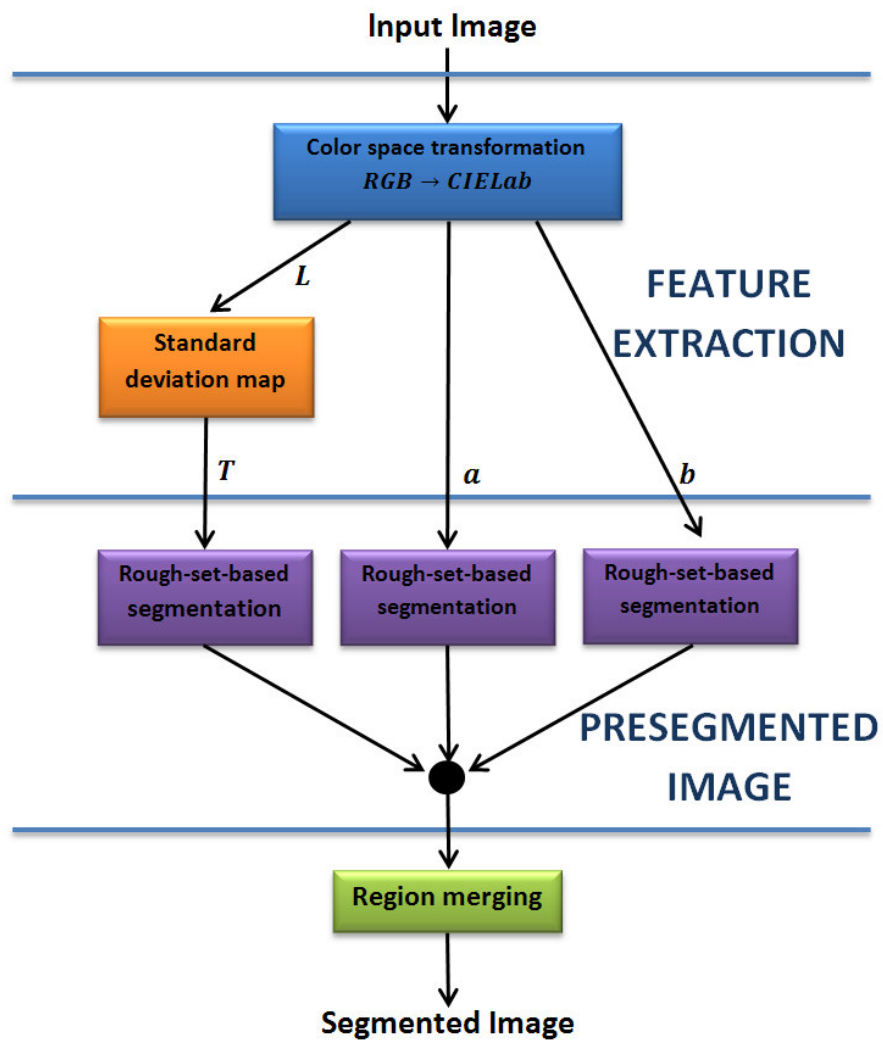 Input Image
Color space transformation
RGB → CIELab
L
FEATURE
EXTRACTION
Standard
deviation map
T
a
b
Rough-set-based
segmentation
Rough-set-based
segmentation
Rough-set-based
segmentation
PRESEGMENTED
IMAGE
Region merging
Segmented Image